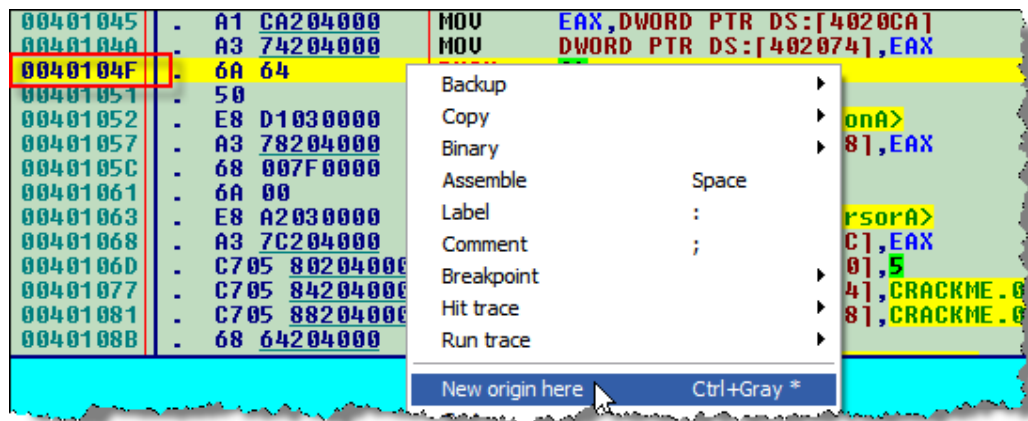 00401045 . A1 CA204000 MOV EAX,DWORD PTR DS:[4020CA]
0040104A . A3 74204000 MOV DWORD PTR DS:[402074],EAX
0040104F . 6A 64
00401051 . 50
00401052 . E8 D1030000 onA>
00401057 . A3 78204000 8],EAX
0040105C . 68 007F0000
00401061 . 6A 00
00401063 . E8 A2030000 rsorA>
00401068 . A3 7C204000 C],EAX
0040106D . C705 80204000 0],5
00401077 . C705 84204000 4],CRACKME.0
00401081 . C705 88204000 8],CRACKME.0
0040108B . 68 64204000
Backup
Copy
Binary
Assemble Space
Label :
Comment ;
Breakpoint
Hit trace
Run trace
New origin here Ctrl+Gray *